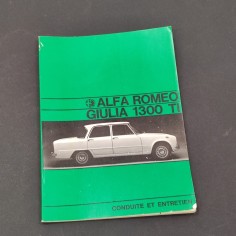 ALFA ROMEO
GIULIA 1300 TI
CONDUITE ET ENTRETIEN